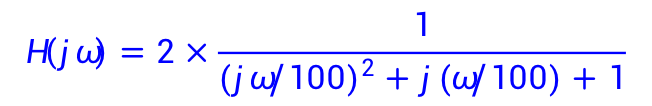 H(jω) = 2 × 1 / ((jω/100)² + j(ω/100) + 1)